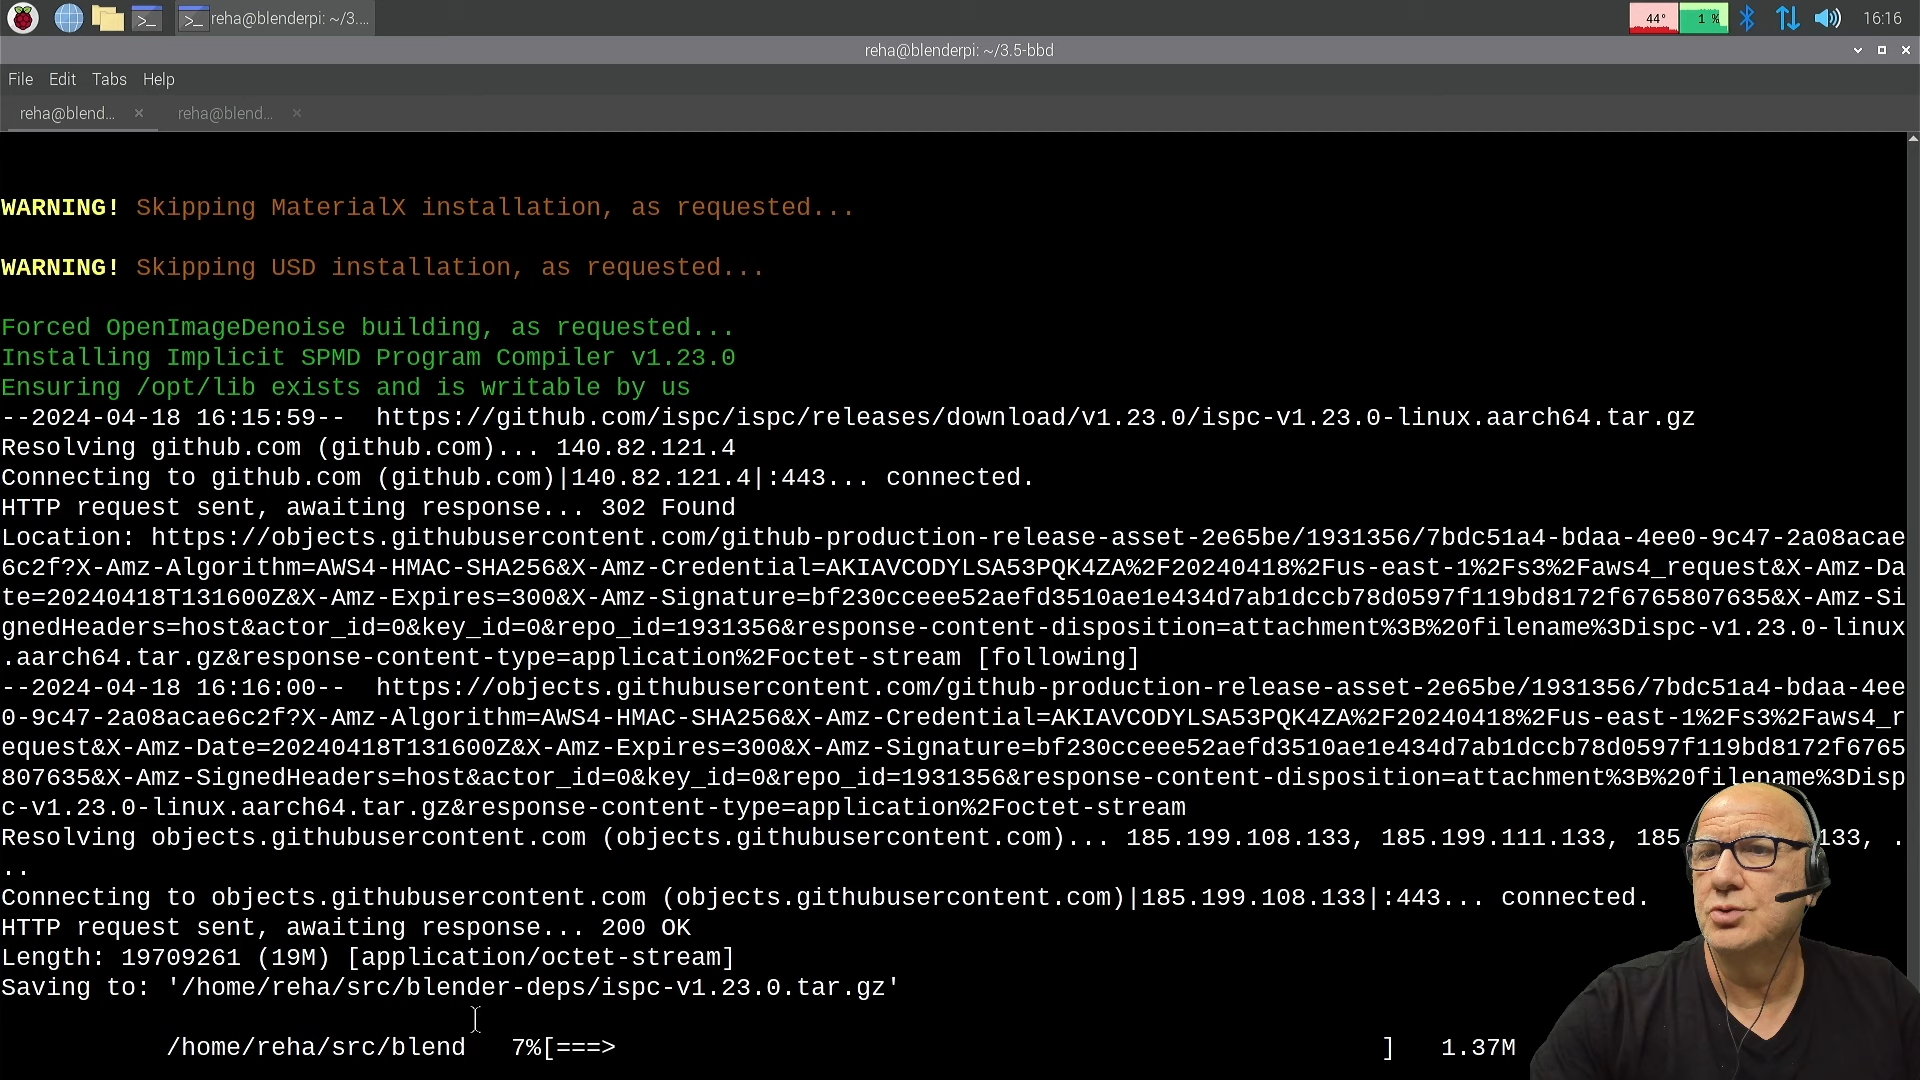 reha@blenderpi: ~/3....
44°
1 %
16:16
reha@blenderpi: ~/3.5-bbd
File Edit Tabs Help
reha@blend... × reha@blend... ×
WARNING! Skipping MaterialX installation, as requested...
WARNING! Skipping USD installation, as requested...
Forced OpenImageDenoise building, as requested...
Installing Implicit SPMD Program Compiler v1.23.0
Ensuring /opt/lib exists and is writable by us
--2024-04-18 16:15:59--  https://github.com/ispc/ispc/releases/download/v1.23.0/ispc-v1.23.0-linux.aarch64.tar.gz
Resolving github.com (github.com)... 140.82.121.4
Connecting to github.com (github.com)|140.82.121.4|:443... connected.
HTTP request sent, awaiting response... 302 Found
Location: https://objects.githubusercontent.com/github-production-release-asset-2e65be/1931356/7bdc51a4-bdaa-4ee0-9c47-2a08acae
6c2f?X-Amz-Algorithm=AWS4-HMAC-SHA256&X-Amz-Credential=AKIAVCODYLSA53PQK4ZA%2F20240418%2Fus-east-1%2Fs3%2Faws4_request&X-Amz-Da
te=20240418T131600Z&X-Amz-Expires=300&X-Amz-Signature=bf230cceee52aefd3510ae1e434d7ab1dccb78d0597f119bd8172f6765807635&X-Amz-Si
gnedHeaders=host&actor_id=0&key_id=0&repo_id=1931356&response-content-disposition=attachment%3B%20filename%3Dispc-v1.23.0-linux
.aarch64.tar.gz&response-content-type=application%2Foctet-stream [following]
--2024-04-18 16:16:00--  https://objects.githubusercontent.com/github-production-release-asset-2e65be/1931356/7bdc51a4-bdaa-4ee
0-9c47-2a08acae6c2f?X-Amz-Algorithm=AWS4-HMAC-SHA256&X-Amz-Credential=AKIAVCODYLSA53PQK4ZA%2F20240418%2Fus-east-1%2Fs3%2Faws4_r
equest&X-Amz-Date=20240418T131600Z&X-Amz-Expires=300&X-Amz-Signature=bf230cceee52aefd3510ae1e434d7ab1dccb78d0597f119bd8172f6765
807635&X-Amz-SignedHeaders=host&actor_id=0&key_id=0&repo_id=1931356&response-content-disposition=attachment%3B%20filename%3Disp
c-v1.23.0-linux.aarch64.tar.gz&response-content-type=application%2Foctet-stream
Resolving objects.githubusercontent.com (objects.githubusercontent.com)... 185.199.108.133, 185.199.111.133, 185. 133, .
..
Connecting to objects.githubusercontent.com (objects.githubusercontent.com)|185.199.108.133|:443... connected.
HTTP request sent, awaiting response... 200 OK
Length: 19709261 (19M) [application/octet-stream]
Saving to: '/home/reha/src/blender-deps/ispc-v1.23.0.tar.gz'
/home/reha/src/blend   7%[===>                                                   ]   1.37M